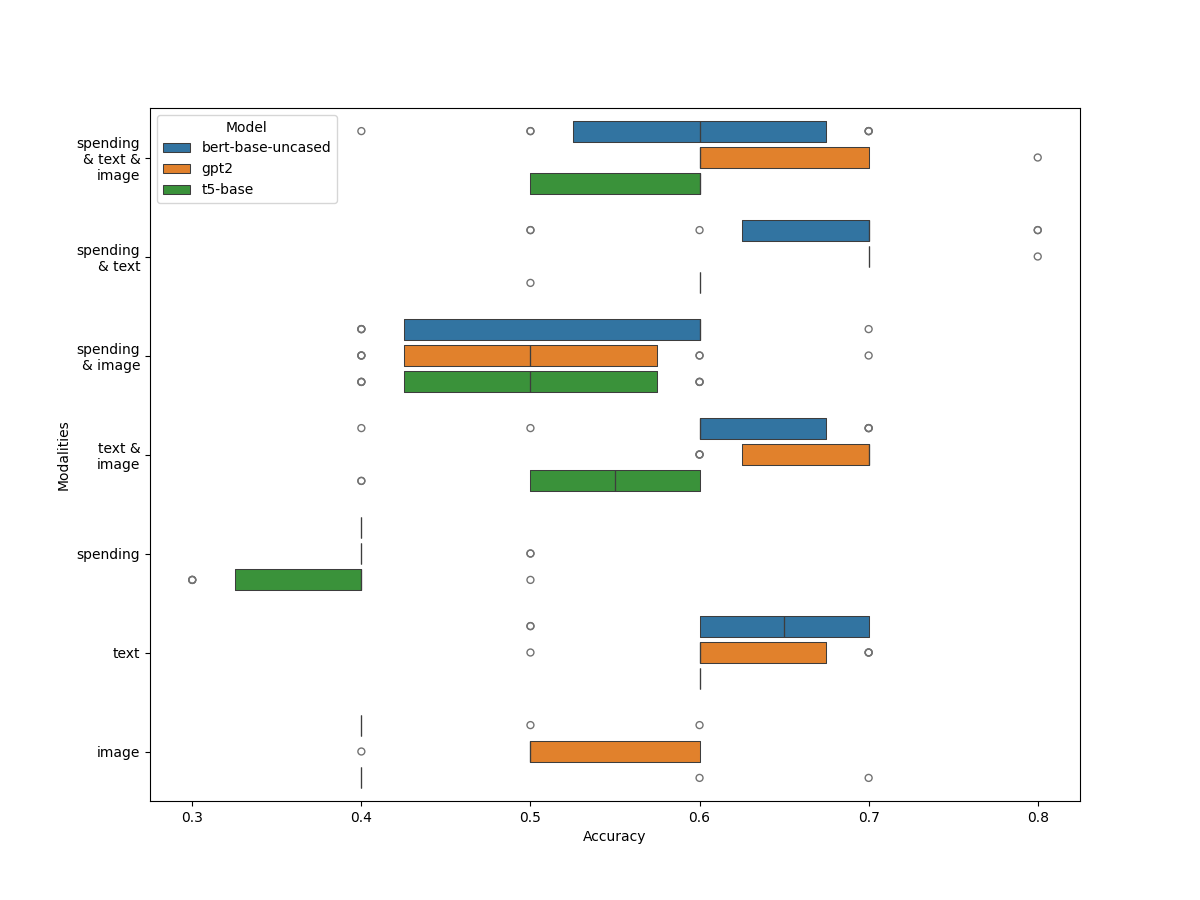 Model
bert-base-uncased
gpt2
t5-base
spending
& text &
image
spending
& text
spending
& image
text &
image
spending
text
image
Modalities
0.3
0.4
0.5
0.6
0.7
0.8
Accuracy